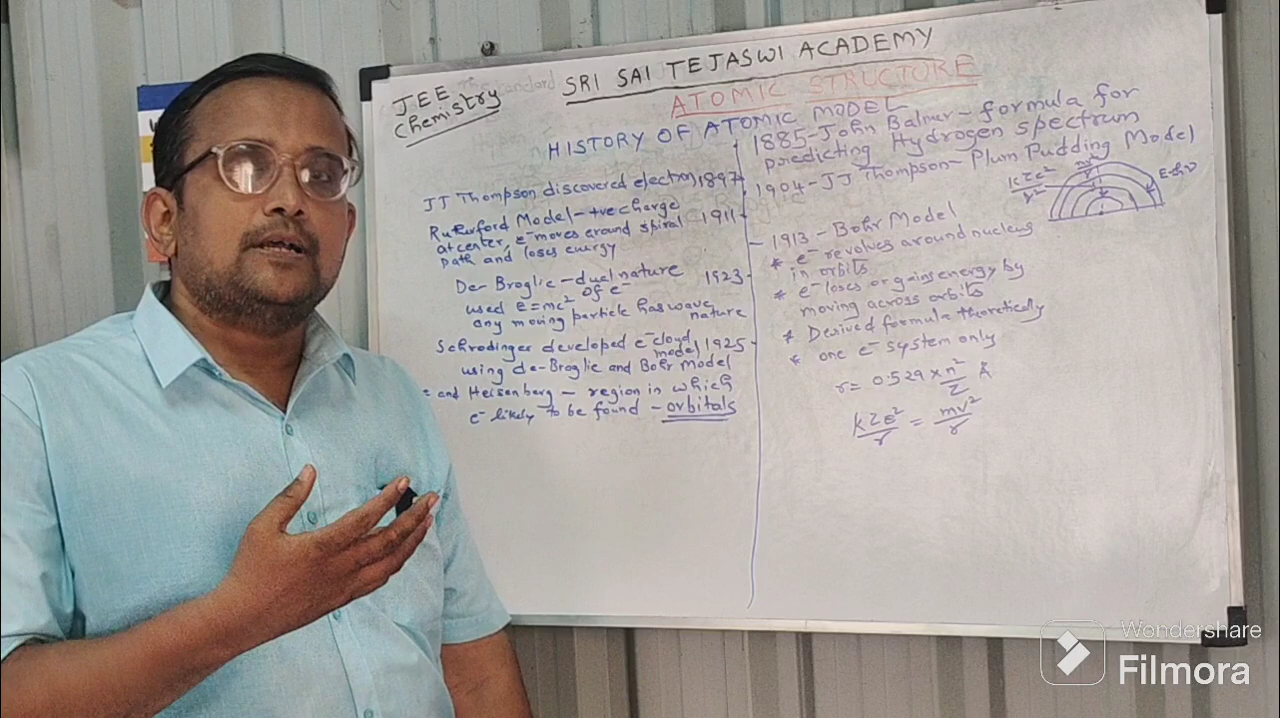 JEE
Chemistry
SRI SAI TEJASWI ACADEMY
ATOMIC STRUCTURE
HISTORY OF ATOMIC MODEL
JJ Thompson discovered electron 1897
Rutherford Model - +ve charge
at center, e- moves around spiral 1911
path and loses energy
De-Broglie - duel nature 1923
used E=mc² of e-
any moving particle has wave
nature
Schrodinger developed e- cloud
model 1925
using de-Broglie and Bohr Model
and Heisenberg - region in which
e- likely to be found - orbitals
1885 - John Balmer - formula for
predicting Hydrogen spectrum
1904 - JJ Thompson - Plum Pudding Model
kze²/r²
mv²/r
E=hν
1913 - Bohr Model
* e- revolves around nucleus
in orbits
* e- loses or gains energy by
moving across orbits
* Derived formula theoretically
* one e- system only
r = 0.529 × n²/Z Å
kZe²/r = mv²/r
Wondershare
Filmora